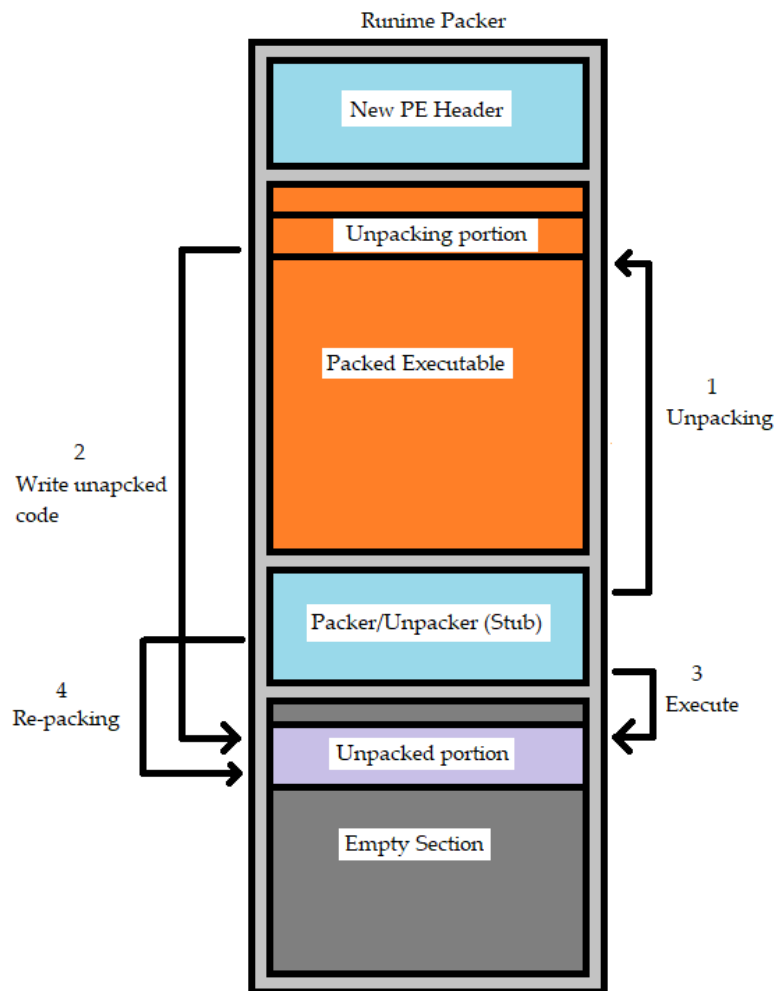 Runime Packer
New PE Header
Unpacking portion
Packed Executable
1
Unpacking
2
Write unapcked
code
Packer/Unpacker (Stub)
3
Execute
4
Re-packing
Unpacked portion
Empty Section